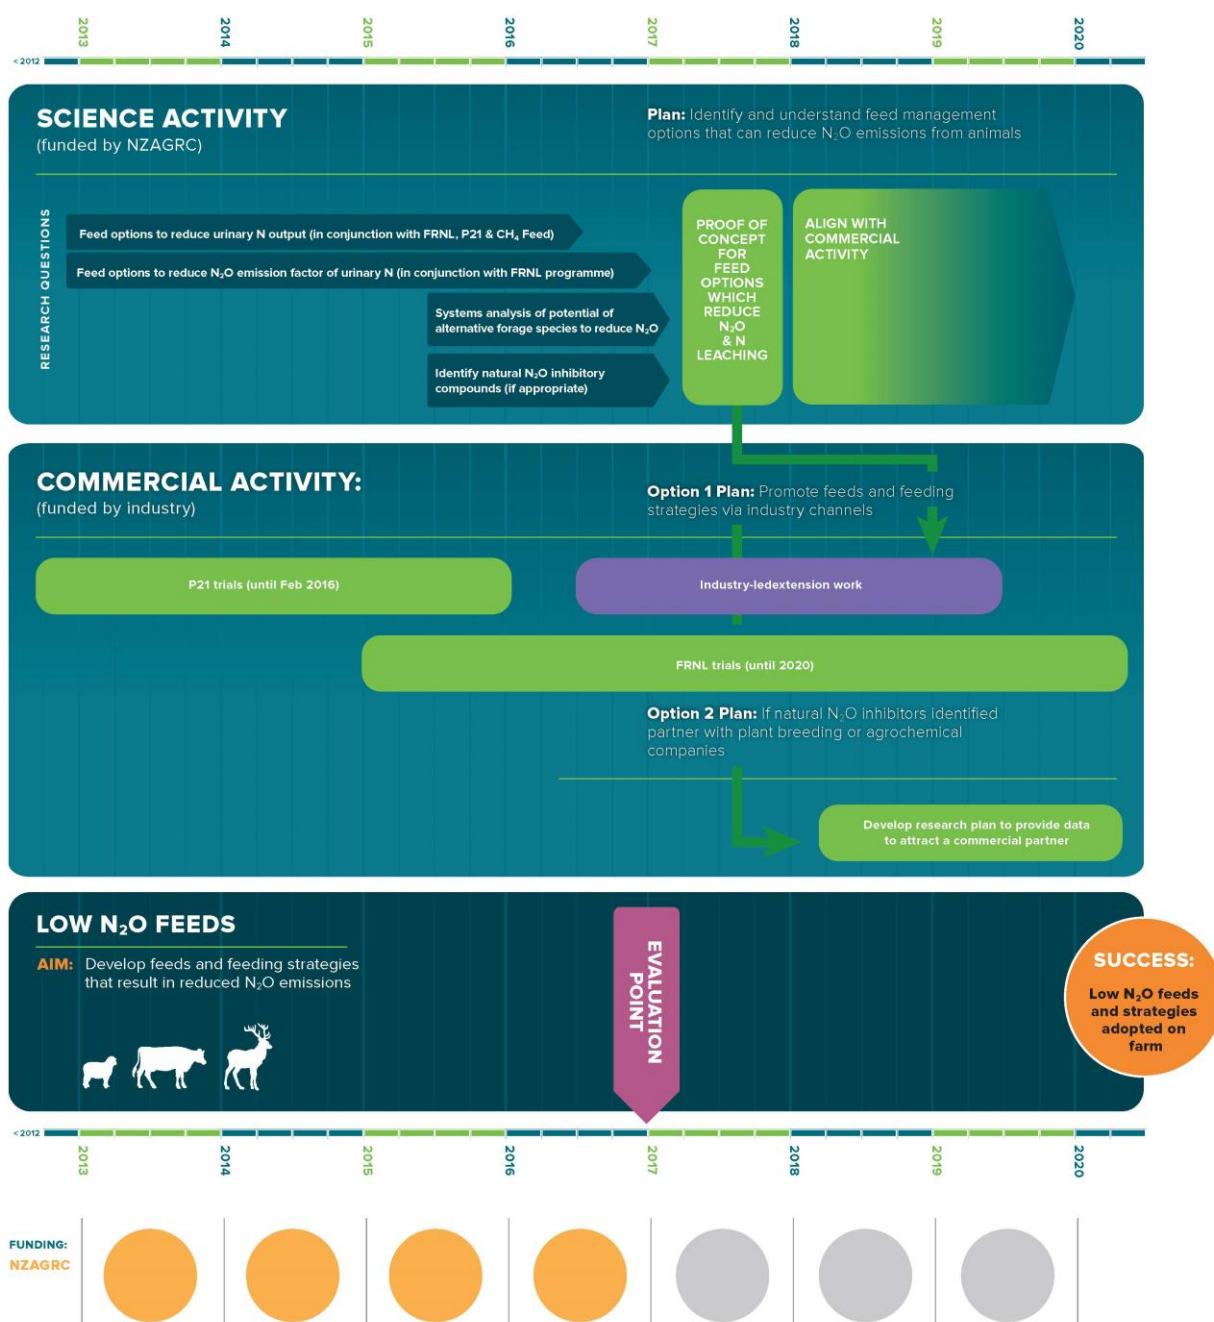 2013
2014
2015
2016
2017
2018
2019
2020
< 2012
SCIENCE ACTIVITY
(funded by NZAGRC)
Plan: Identify and understand feed management
options that can reduce N₂O emissions from animals
RESEARCH QUESTIONS
Feed options to reduce urinary N output (in conjunction with FRNL, P21 & CH₄ Feed)
Feed options to reduce N₂O emission factor of urinary N (in conjunction with FRNL programme)
Systems analysis of potential of
alternative forage species to reduce N₂O
Identify natural N₂O inhibitory
compounds (if appropriate)
PROOF OF
CONCEPT
FOR
FEED
OPTIONS
WHICH
REDUCE
N₂O
& N
LEACHING
ALIGN WITH
COMMERCIAL
ACTIVITY
COMMERCIAL ACTIVITY:
(funded by industry)
Option 1 Plan: Promote feeds and feeding
strategies via industry channels
P21 trials (until Feb 2016)
Industry-ledextension work
FRNL trials (until 2020)
Option 2 Plan: If natural N₂O inhibitors identified
partner with plant breeding or agrochemical
companies
Develop research plan to provide data
to attract a commercial partner
LOW N₂O FEEDS
AIM: Develop feeds and feeding strategies
that result in reduced N₂O emissions
EVALUATION
POINT
SUCCESS:
Low N₂O feeds
and strategies
adopted on
farm
< 2012
2013
2014
2015
2016
2017
2018
2019
2020
FUNDING:
NZAGRC